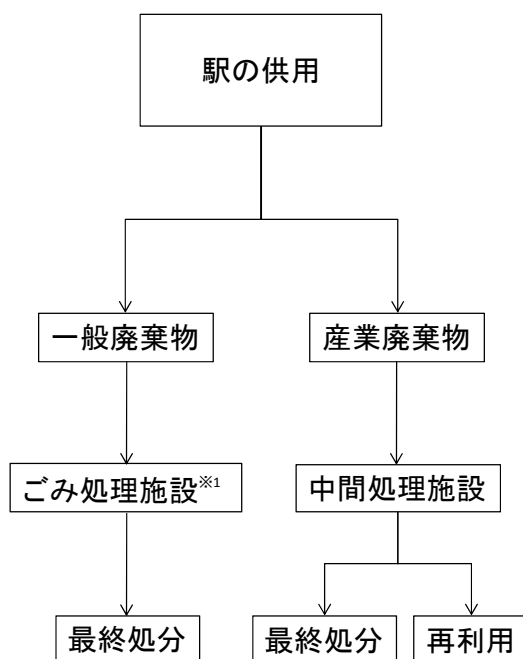 駅の供用
一般廃棄物
産業廃棄物
ごみ処理施設※1
中間処理施設
最終処分
最終処分
再利用